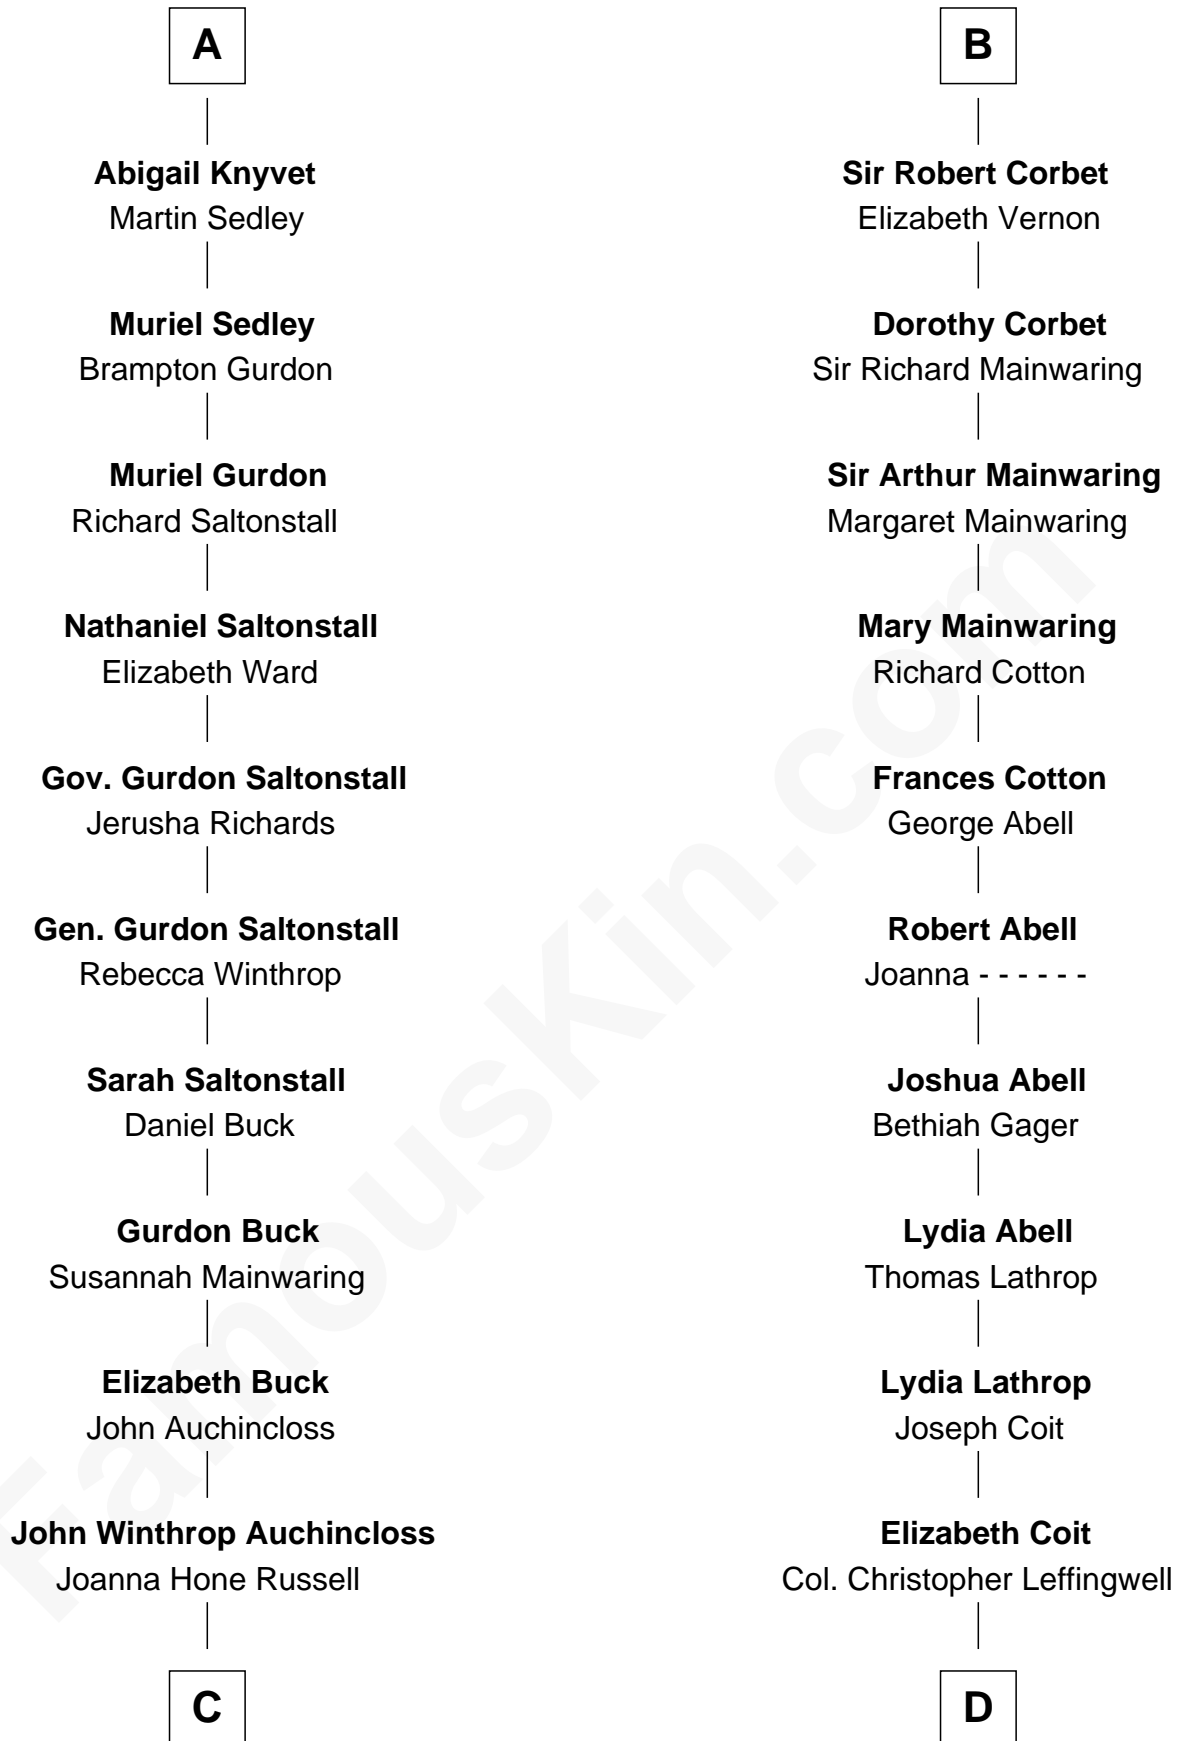 A
Abigail Knyvet
Martin Sedley
Muriel Sedley
Brampton Gurdon
Muriel Gurdon
Richard Saltonstall
Nathaniel Saltonstall
Elizabeth Ward
Gov. Gurdon Saltonstall
Jerusha Richards
Gen. Gurdon Saltonstall
Rebecca Winthrop
Sarah Saltonstall
Daniel Buck
Gurdon Buck
Susannah Mainwaring
Elizabeth Buck
John Auchincloss
John Winthrop Auchincloss
Joanna Hone Russell
C
B
Sir Robert Corbet
Elizabeth Vernon
Dorothy Corbet
Sir Richard Mainwaring
Sir Arthur Mainwaring
Margaret Mainwaring
Mary Mainwaring
Richard Cotton
Frances Cotton
George Abell
Robert Abell
Joanna - - - - - -
Joshua Abell
Bethiah Gager
Lydia Abell
Thomas Lathrop
Lydia Lathrop
Joseph Coit
Elizabeth Coit
Col. Christopher Leffingwell
D
FamousKin.com